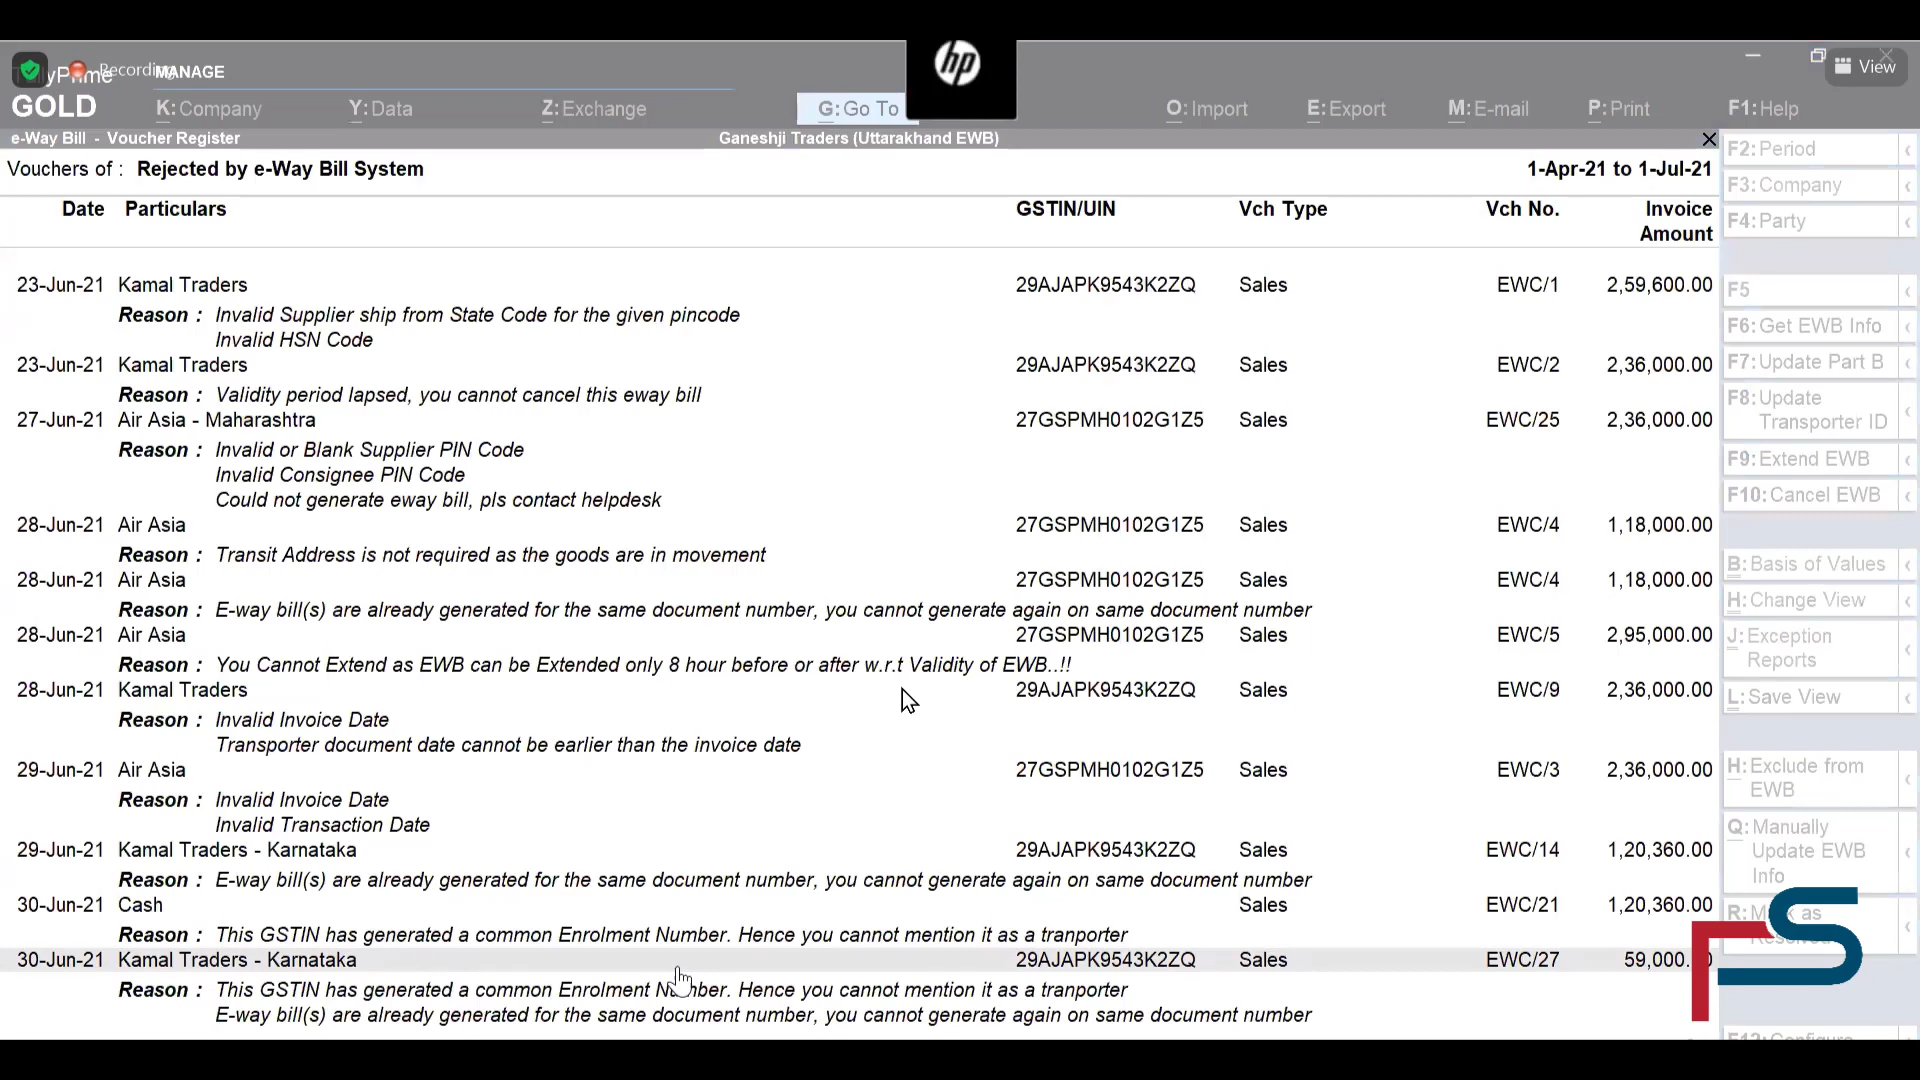 TallyPrime
Recording
MANAGE
View
GOLD
K:Company
Y:Data
Z:Exchange
G:Go To
hp
O:Import
E:Export
M:E-mail
P:Print
F1:Help
e-Way Bill - Voucher Register
Ganeshji Traders (Uttarakhand EWB)
Vouchers of : Rejected by e-Way Bill System
1-Apr-21 to 1-Jul-21
Date Particulars GSTIN/UIN Vch Type Vch No. Invoice
Amount
23-Jun-21 Kamal Traders 29AJAPK9543K2ZQ Sales EWC/1 2,59,600.00
Reason : Invalid Supplier ship from State Code for the given pincode
Invalid HSN Code
23-Jun-21 Kamal Traders 29AJAPK9543K2ZQ Sales EWC/2 2,36,000.00
Reason : Validity period lapsed, you cannot cancel this eway bill
27-Jun-21 Air Asia - Maharashtra 27GSPMH0102G1Z5 Sales EWC/25 2,36,000.00
Reason : Invalid or Blank Supplier PIN Code
Invalid Consignee PIN Code
Could not generate eway bill, pls contact helpdesk
28-Jun-21 Air Asia 27GSPMH0102G1Z5 Sales EWC/4 1,18,000.00
Reason : Transit Address is not required as the goods are in movement
28-Jun-21 Air Asia 27GSPMH0102G1Z5 Sales EWC/4 1,18,000.00
Reason : E-way bill(s) are already generated for the same document number, you cannot generate again on same document number
28-Jun-21 Air Asia 27GSPMH0102G1Z5 Sales EWC/5 2,95,000.00
Reason : You Cannot Extend as EWB can be Extended only 8 hour before or after w.r.t Validity of EWB..!!
28-Jun-21 Kamal Traders 29AJAPK9543K2ZQ Sales EWC/9 2,36,000.00
Reason : Invalid Invoice Date
Transporter document date cannot be earlier than the invoice date
29-Jun-21 Air Asia 27GSPMH0102G1Z5 Sales EWC/3 2,36,000.00
Reason : Invalid Invoice Date
Invalid Transaction Date
29-Jun-21 Kamal Traders - Karnataka 29AJAPK9543K2ZQ Sales EWC/14 1,20,360.00
Reason : E-way bill(s) are already generated for the same document number, you cannot generate again on same document number
30-Jun-21 Cash Sales EWC/21 1,20,360.00
Reason : This GSTIN has generated a common Enrolment Number. Hence you cannot mention it as a tranporter
30-Jun-21 Kamal Traders - Karnataka 29AJAPK9543K2ZQ Sales EWC/27 59,000.
Reason : This GSTIN has generated a common Enrolment Number. Hence you cannot mention it as a tranporter
E-way bill(s) are already generated for the same document number, you cannot generate again on same document number
F2:Period
F3:Company
F4:Party
F5
F6:Get EWB Info
F7:Update Part B
F8:Update
Transporter ID
F9:Extend EWB
F10:Cancel EWB
B:Basis of Values
H:Change View
J:Exception
Reports
L:Save View
H:Exclude from
EWB
Q:Manually
Update EWB
Info
R: as
F12:Configure